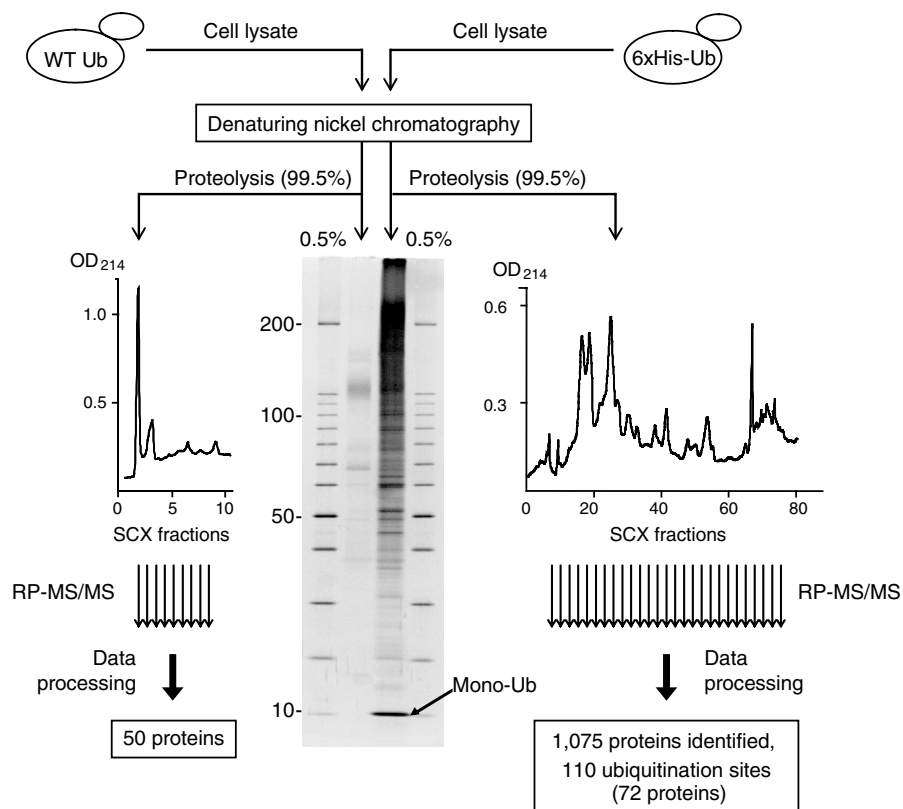 WT Ub
Cell lysate
Cell lysate
6xHis-Ub
Denaturing nickel chromatography
Proteolysis (99.5%)
Proteolysis (99.5%)
0.5%
0.5%
OD214
1.0
0.5
0
5
10
SCX fractions
200-
100-
50-
10-
Mono-Ub
OD214
0.6
0.3
0
20
40
60
80
SCX fractions
RP-MS/MS
RP-MS/MS
Data
processing
Data
processing
50 proteins
1,075 proteins identified,
110 ubiquitination sites
(72 proteins)